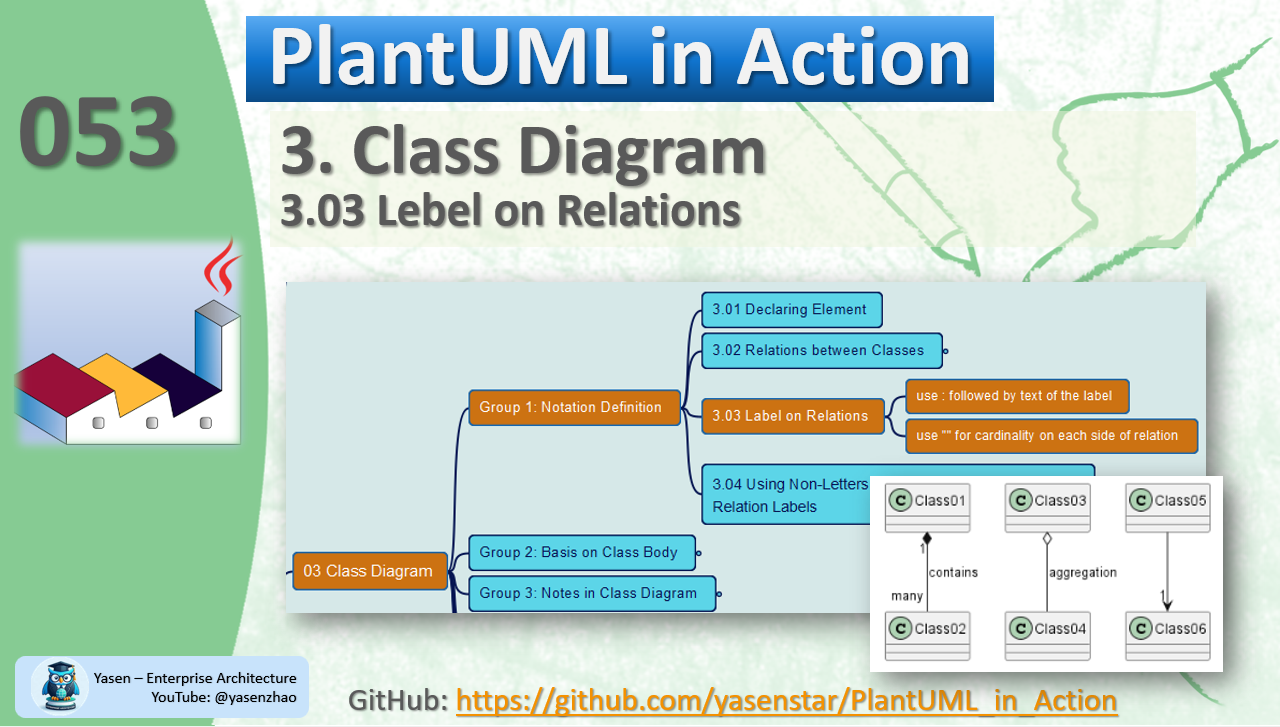 PlantUML in Action
053
3. Class Diagram
3.03 Lebel on Relations
3.01 Declaring Element
3.02 Relations between Classes
Group 1: Notation Definition
3.03 Label on Relations
use : followed by text of the label
use "" for cardinality on each side of relation
3.04 Using Non-Letters
Relation Labels
Group 2: Basis on Class Body
03 Class Diagram
Group 3: Notes in Class Diagram
C Class01
C Class03
C Class05
1
contains
aggregation
many
1
C Class02
C Class04
C Class06
Yasen – Enterprise Architecture
YouTube: @yasenzhao
GitHub: https://github.com/yasenstar/PlantUML_in_Action